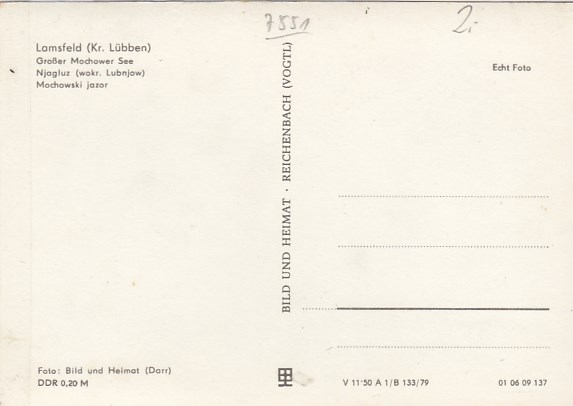 7551
2.-
Lamsfeld (Kr. Lübben)
Großer Mochower See
Njagluz (wokr. Lubnjow)
Mochowski jazor
Echt Foto
BILD UND HEIMAT · REICHENBACH (VOGTL)
Foto: Bild und Heimat (Darr)
DDR 0,20 M
V 11'50 A 1/B 133/79
01 06 09 137